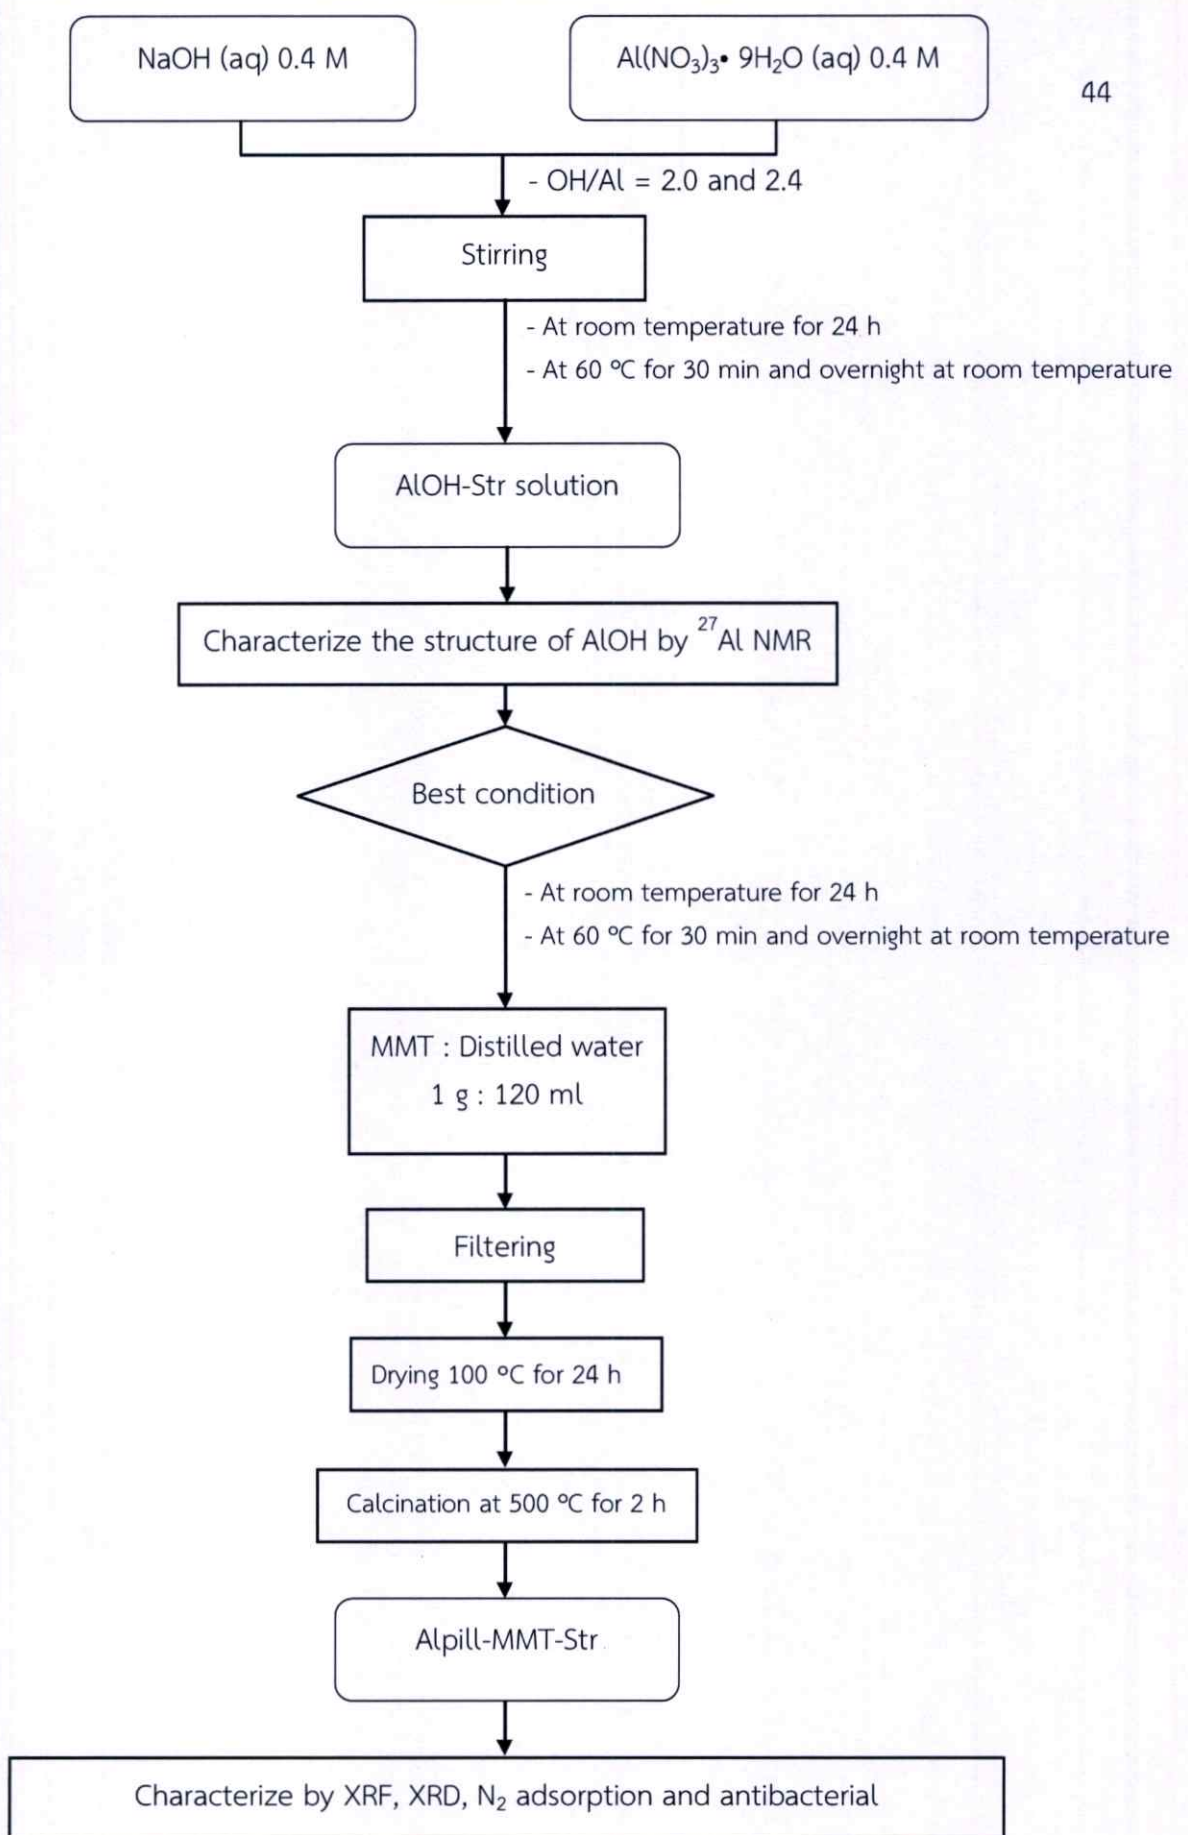 NaOH (aq) 0.4 M
Al(NO₃)₃• 9H₂O (aq) 0.4 M
44
- OH/Al = 2.0 and 2.4
Stirring
- At room temperature for 24 h
- At 60 ºC for 30 min and overnight at room temperature
AlOH-Str solution
Characterize the structure of AlOH by ²⁷Al NMR
Best condition
- At room temperature for 24 h
- At 60 ºC for 30 min and overnight at room temperature
MMT : Distilled water
1 g : 120 ml
Filtering
Drying 100 ºC for 24 h
Calcination at 500 ºC for 2 h
Alpill-MMT-Str
Characterize by XRF, XRD, N₂ adsorption and antibacterial